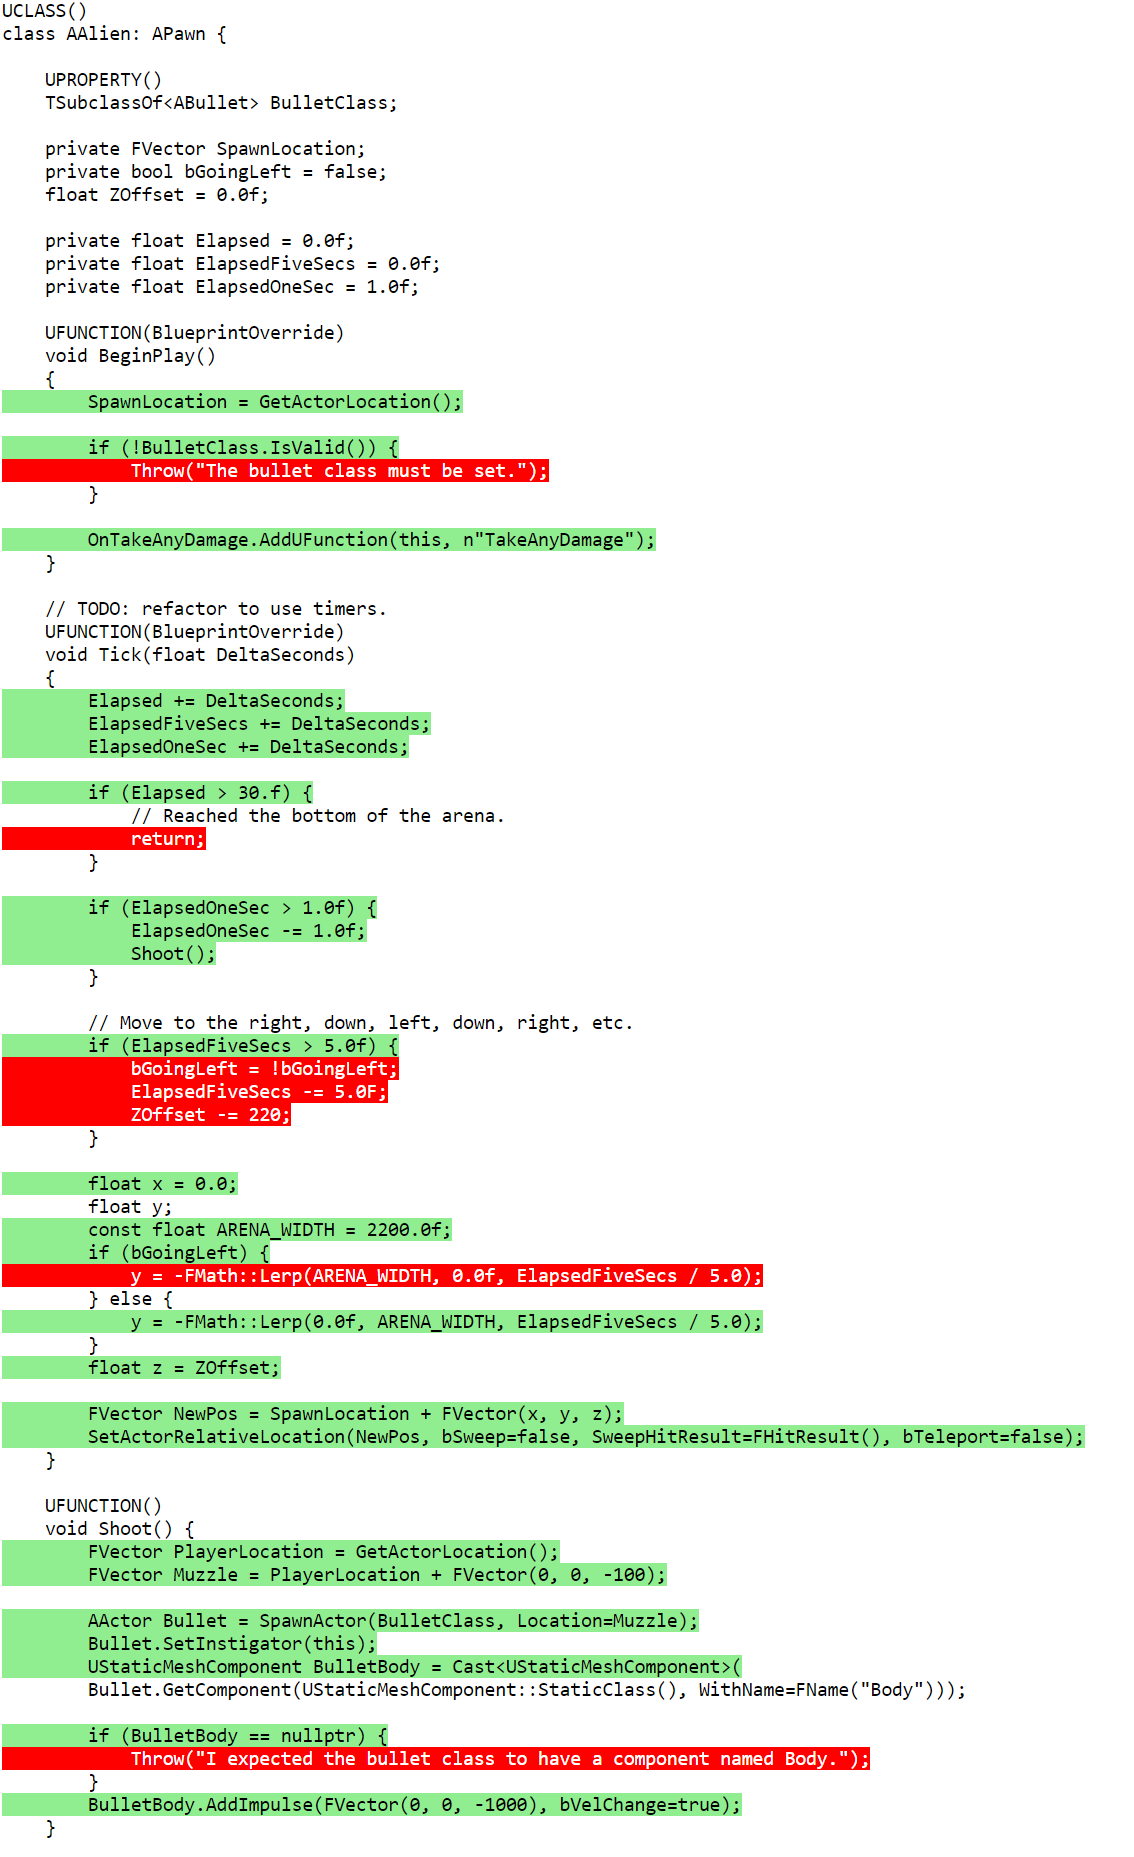 UCLASS()
class AAlien: APawn {

    UPROPERTY()
    TSubclassOf<ABullet> BulletClass;

    private FVector SpawnLocation;
    private bool bGoingLeft = false;
    float ZOffset = 0.0f;

    private float Elapsed = 0.0f;
    private float ElapsedFiveSecs = 0.0f;
    private float ElapsedOneSec = 1.0f;

    UFUNCTION(BlueprintOverride)
    void BeginPlay()
    {
        SpawnLocation = GetActorLocation();

        if (!BulletClass.IsValid()) {
            Throw("The bullet class must be set.");
        }

        OnTakeAnyDamage.AddUFunction(this, n"TakeAnyDamage");
    }

    // TODO: refactor to use timers.
    UFUNCTION(BlueprintOverride)
    void Tick(float DeltaSeconds)
    {
        Elapsed += DeltaSeconds;
        ElapsedFiveSecs += DeltaSeconds;
        ElapsedOneSec += DeltaSeconds;

        if (Elapsed > 30.f) {
            // Reached the bottom of the arena.
            return;
        }

        if (ElapsedOneSec > 1.0f) {
            ElapsedOneSec -= 1.0f;
            Shoot();
        }

        // Move to the right, down, left, down, right, etc.
        if (ElapsedFiveSecs > 5.0f) {
            bGoingLeft = !bGoingLeft;
            ElapsedFiveSecs -= 5.0F;
            ZOffset -= 220;
        }

        float x = 0.0;
        float y;
        const float ARENA_WIDTH = 2200.0f;
        if (bGoingLeft) {
            y = -FMath::Lerp(ARENA_WIDTH, 0.0f, ElapsedFiveSecs / 5.0);
        } else {
            y = -FMath::Lerp(0.0f, ARENA_WIDTH, ElapsedFiveSecs / 5.0);
        }
        float z = ZOffset;

        FVector NewPos = SpawnLocation + FVector(x, y, z);
        SetActorRelativeLocation(NewPos, bSweep=false, SweepHitResult=FHitResult(), bTeleport=false);
    }

    UFUNCTION()
    void Shoot() {
        FVector PlayerLocation = GetActorLocation();
        FVector Muzzle = PlayerLocation + FVector(0, 0, -100);

        AActor Bullet = SpawnActor(BulletClass, Location=Muzzle);
        Bullet.SetInstigator(this);
        UStaticMeshComponent BulletBody = Cast<UStaticMeshComponent>(
        Bullet.GetComponent(UStaticMeshComponent::StaticClass(), WithName=FName("Body")));

        if (BulletBody == nullptr) {
            Throw("I expected the bullet class to have a component named Body.");
        }
        BulletBody.AddImpulse(FVector(0, 0, -1000), bVelChange=true);
    }